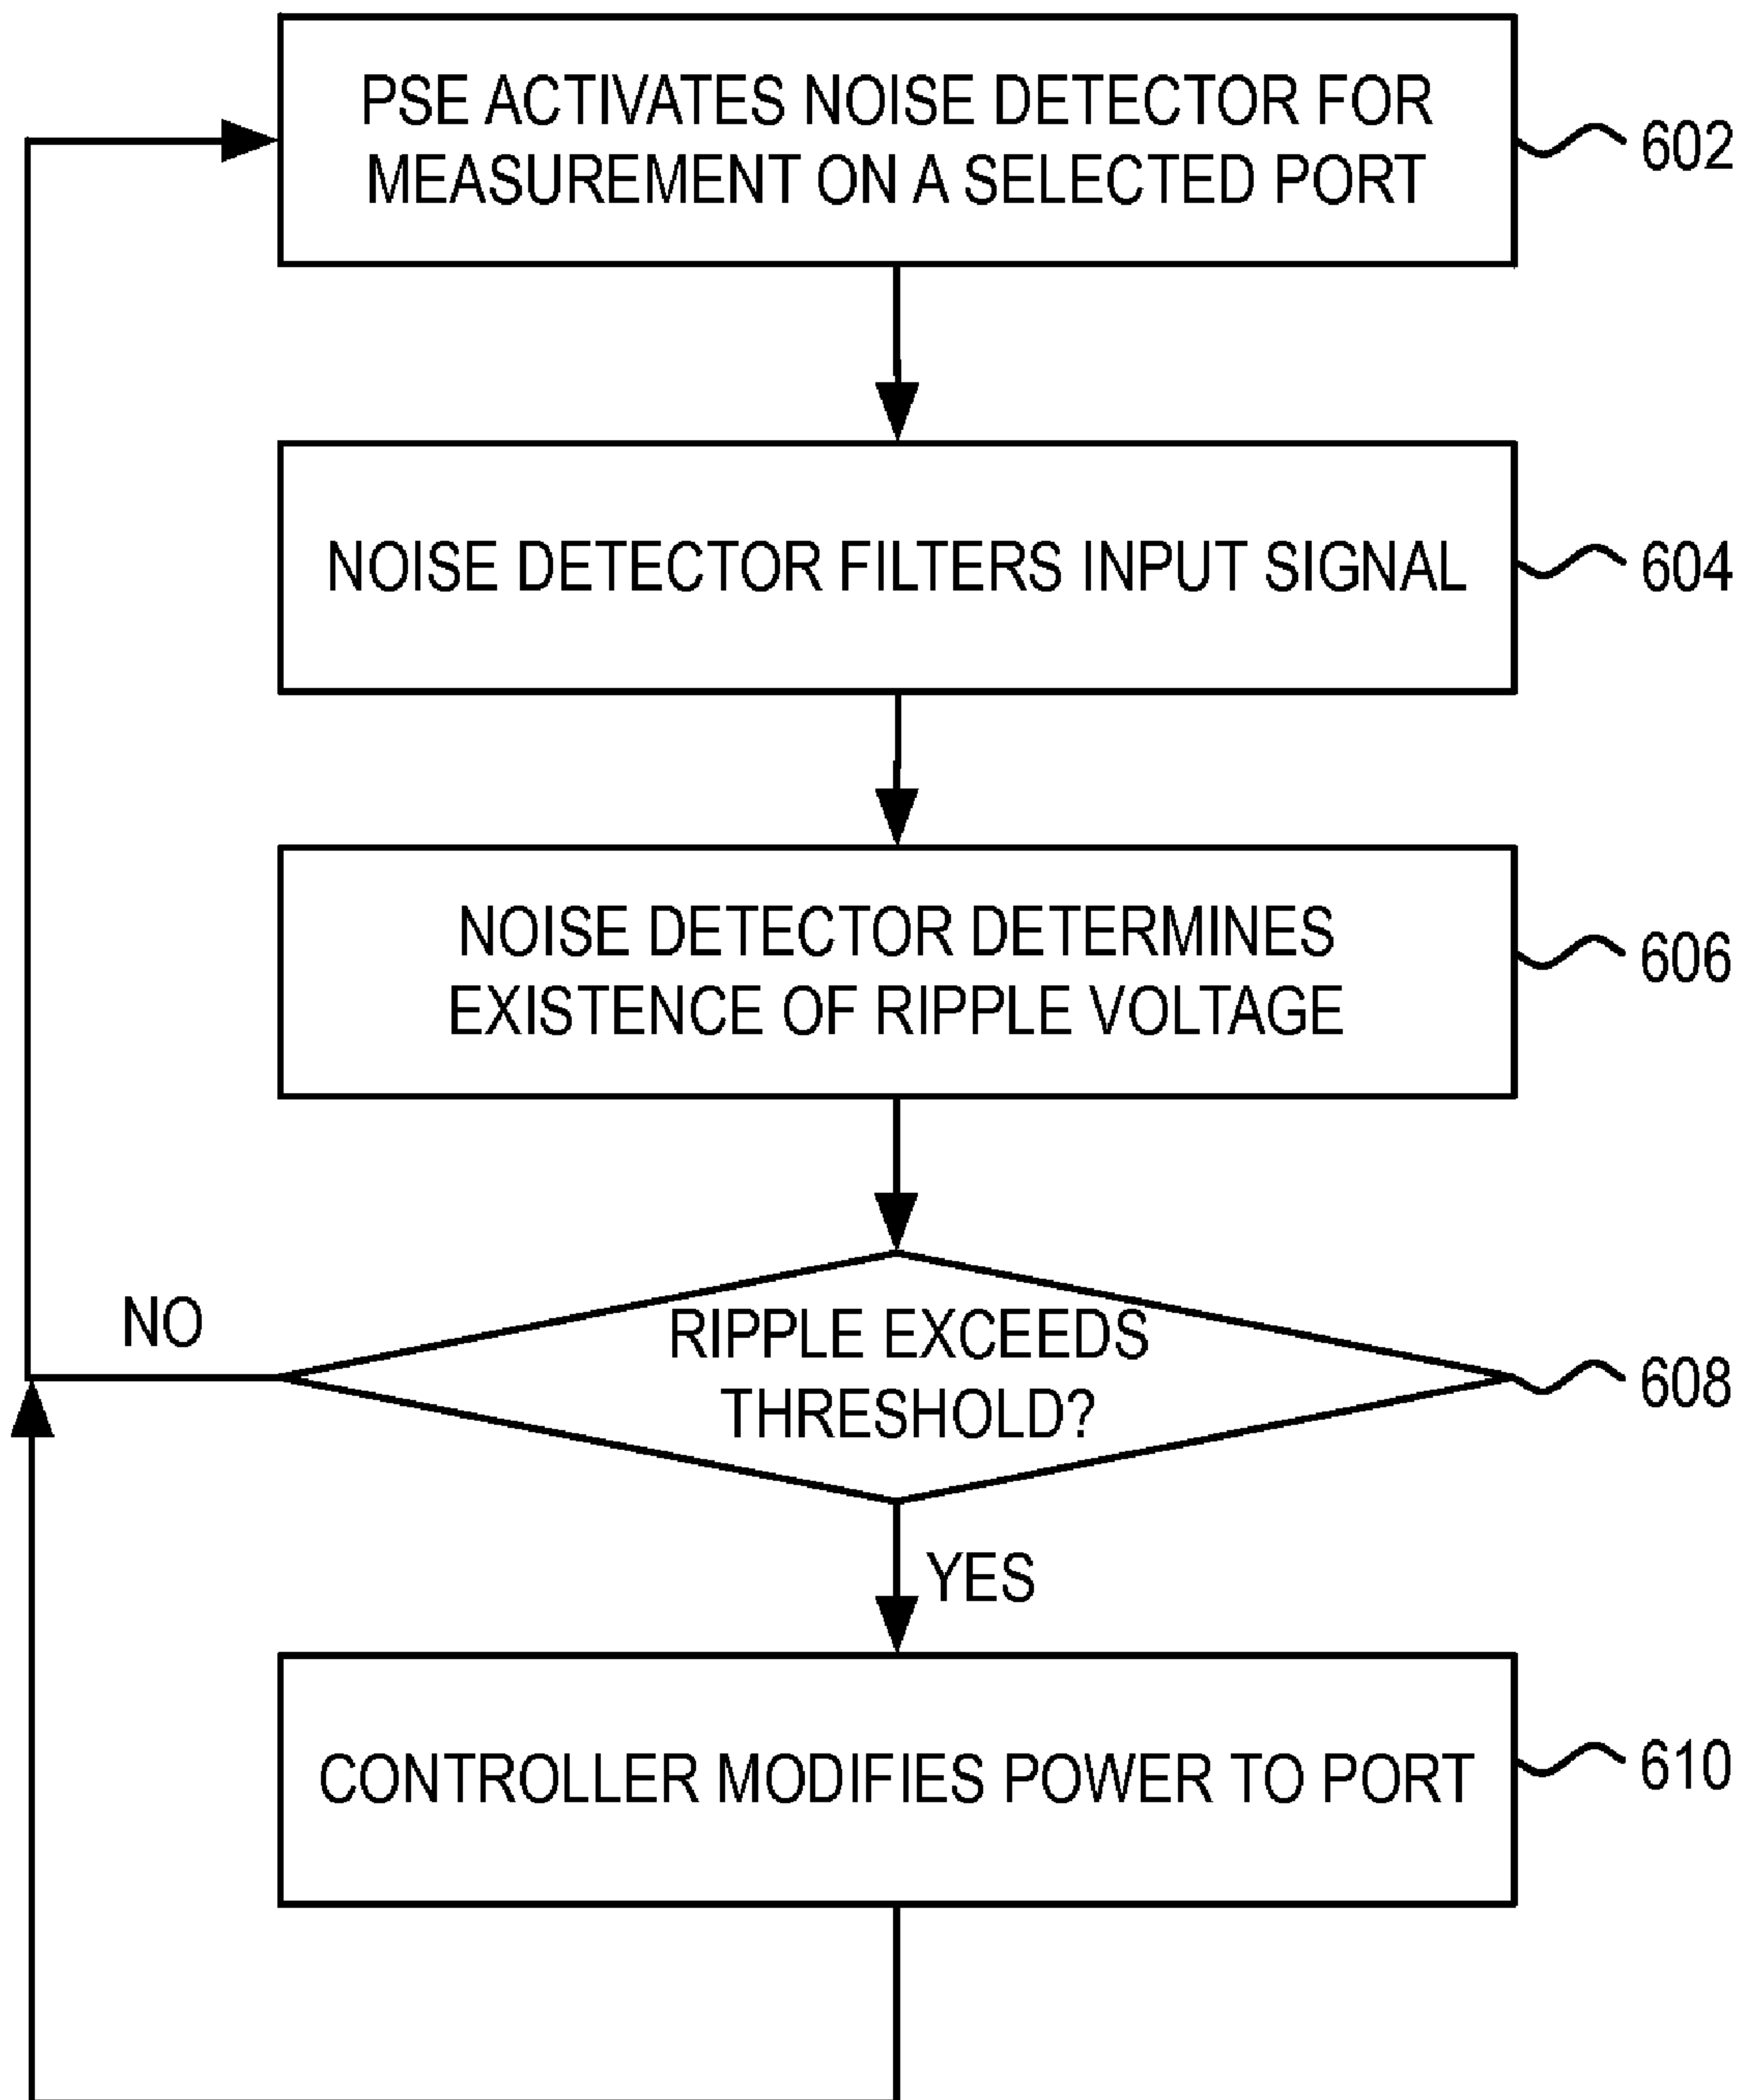 PSE ACTIVATES NOISE DETECTOR FOR
MEASUREMENT ON A SELECTED PORT
602
NOISE DETECTOR FILTERS INPUT SIGNAL
604
NOISE DETECTOR DETERMINES
EXISTENCE OF RIPPLE VOLTAGE
606
NO
RIPPLE EXCEEDS
THRESHOLD?
608
YES
CONTROLLER MODIFIES POWER TO PORT
610